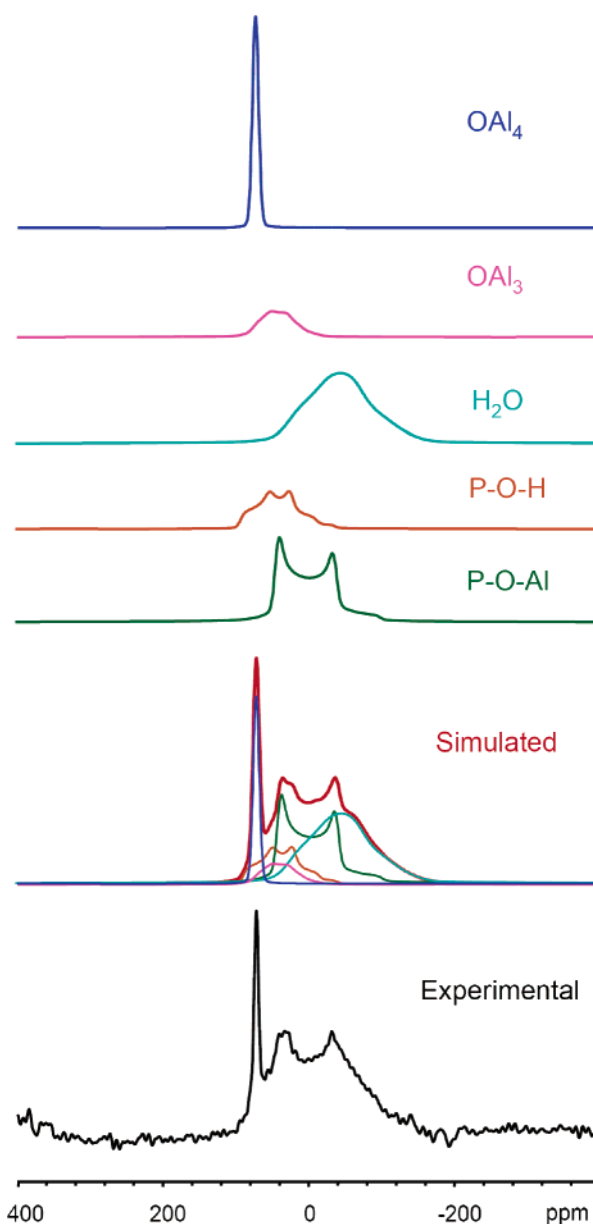 OAl₄
OAl₃
H₂O
P-O-H
P-O-Al
Simulated
Experimental
400 200 0 -200 ppm